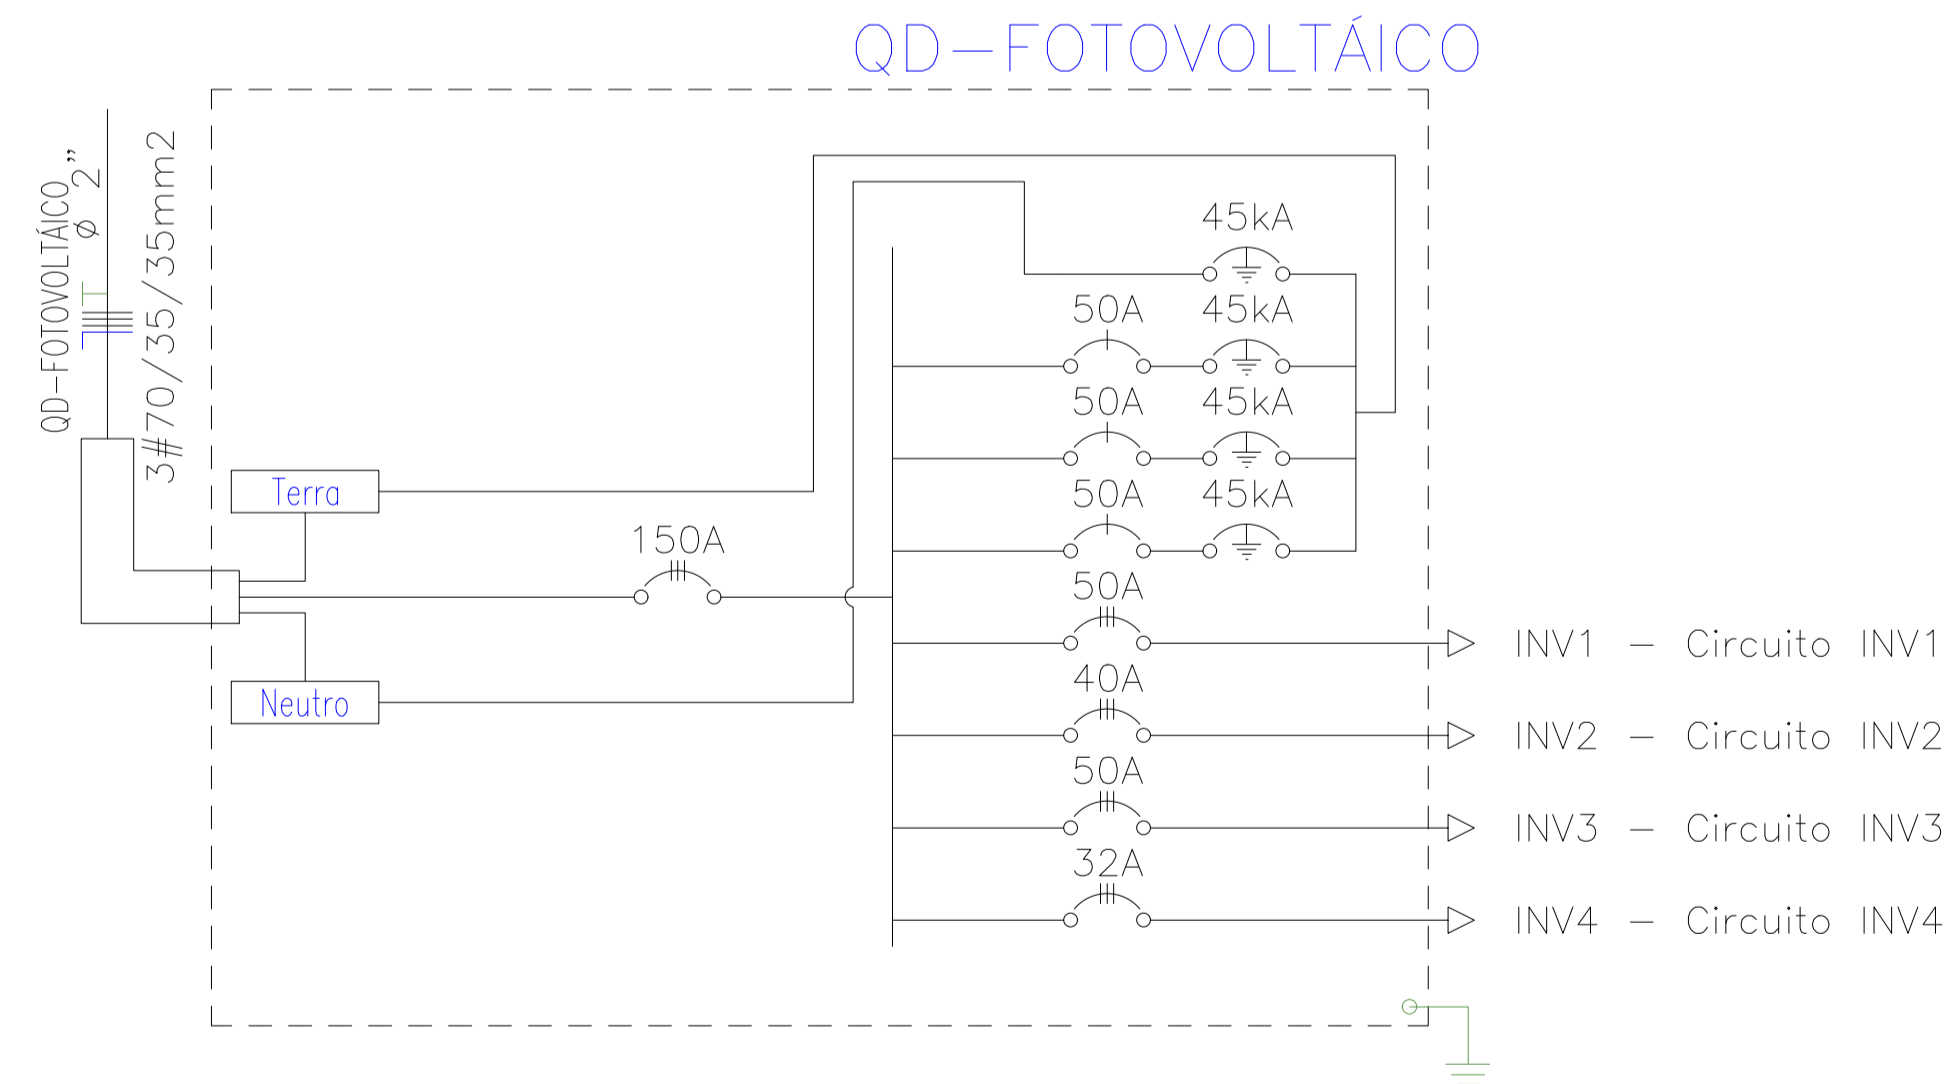 QD-FOTOVOLTÁICO
QD-FOTOVOLTÁICO
ø 2"
3#70/35/35mm2
45kA
50A 45kA
50A 45kA
Terra
50A 45kA
150A
50A
INV1 - Circuito INV1
40A
Neutro
INV2 - Circuito INV2
50A
INV3 - Circuito INV3
32A
INV4 - Circuito INV4